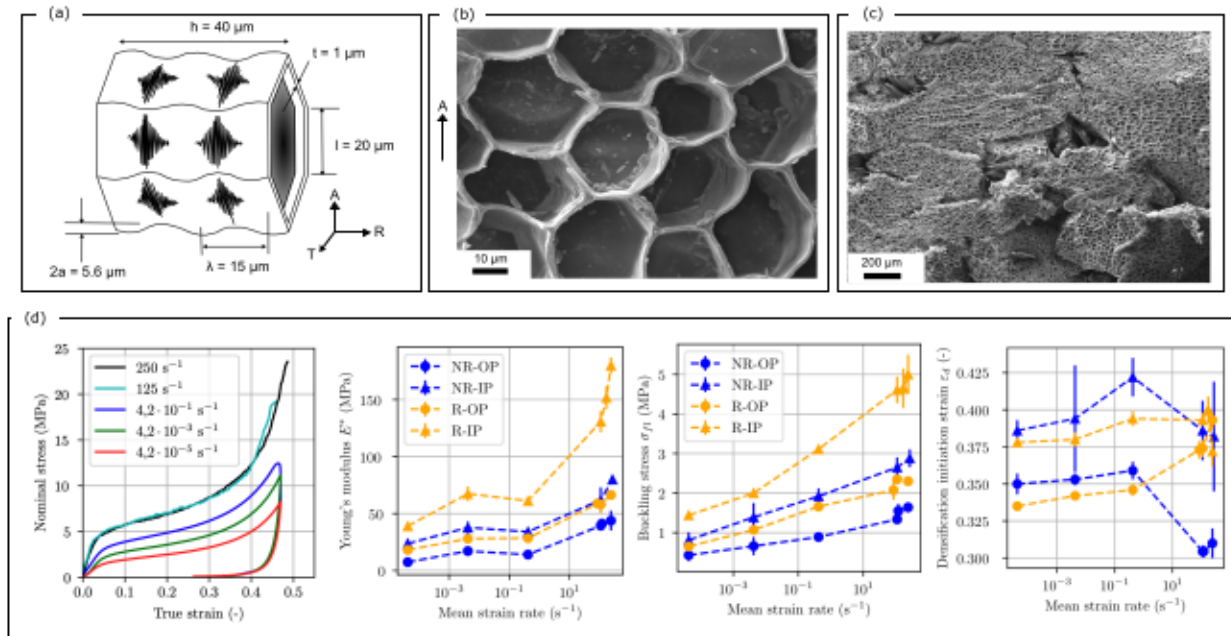 (a)
h = 40 μm
t = 1 μm
l = 20 μm
A
R
T
2a = 5.6 μm
λ = 15 μm
(b)
A
10 μm
(c)
200 μm
(d)
Nominal stress (MPa)
25
20
15
10
5
0
250 s⁻¹
125 s⁻¹
4,2 · 10⁻¹ s⁻¹
4,2 · 10⁻³ s⁻¹
4,2 · 10⁻⁵ s⁻¹
0.0 0.1 0.2 0.3 0.4 0.5
True strain (-)
Young's modulus E* (MPa)
150
100
50
0
NR-OP
NR-IP
R-OP
R-IP
10⁻³ 10⁻¹ 10¹
Mean strain rate (s⁻¹)
Buckling stress σ_fl (MPa)
5
4
3
2
1
0
NR-OP
NR-IP
R-OP
R-IP
10⁻³ 10⁻¹ 10¹
Mean strain rate (s⁻¹)
Densification initiation strain ε_d (-)
0.425
0.400
0.375
0.350
0.325
0.300
10⁻³ 10⁻¹ 10¹
Mean strain rate (s⁻¹)